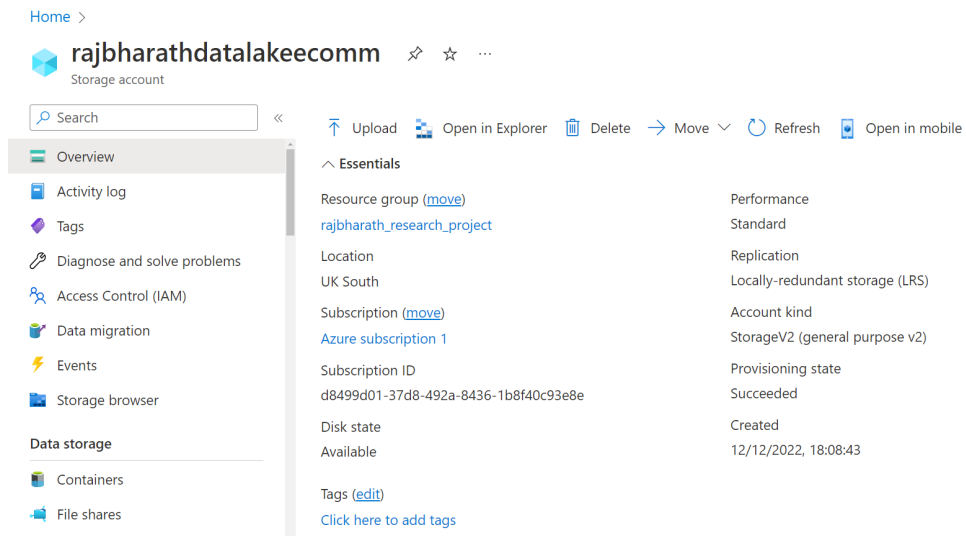 Home >
rajbharathdatalakeecomm
Storage account
Search
Upload Open in Explorer Delete Move Refresh Open in mobile
Overview
Activity log
Tags
Diagnose and solve problems
Access Control (IAM)
Data migration
Events
Storage browser
Data storage
Containers
File shares
Essentials
Resource group (move)
rajbharath_research_project
Location
UK South
Subscription (move)
Azure subscription 1
Subscription ID
d8499d01-37d8-492a-8436-1b8f40c93e8e
Disk state
Available
Tags (edit)
Click here to add tags
Performance
Standard
Replication
Locally-redundant storage (LRS)
Account kind
StorageV2 (general purpose v2)
Provisioning state
Succeeded
Created
12/12/2022, 18:08:43